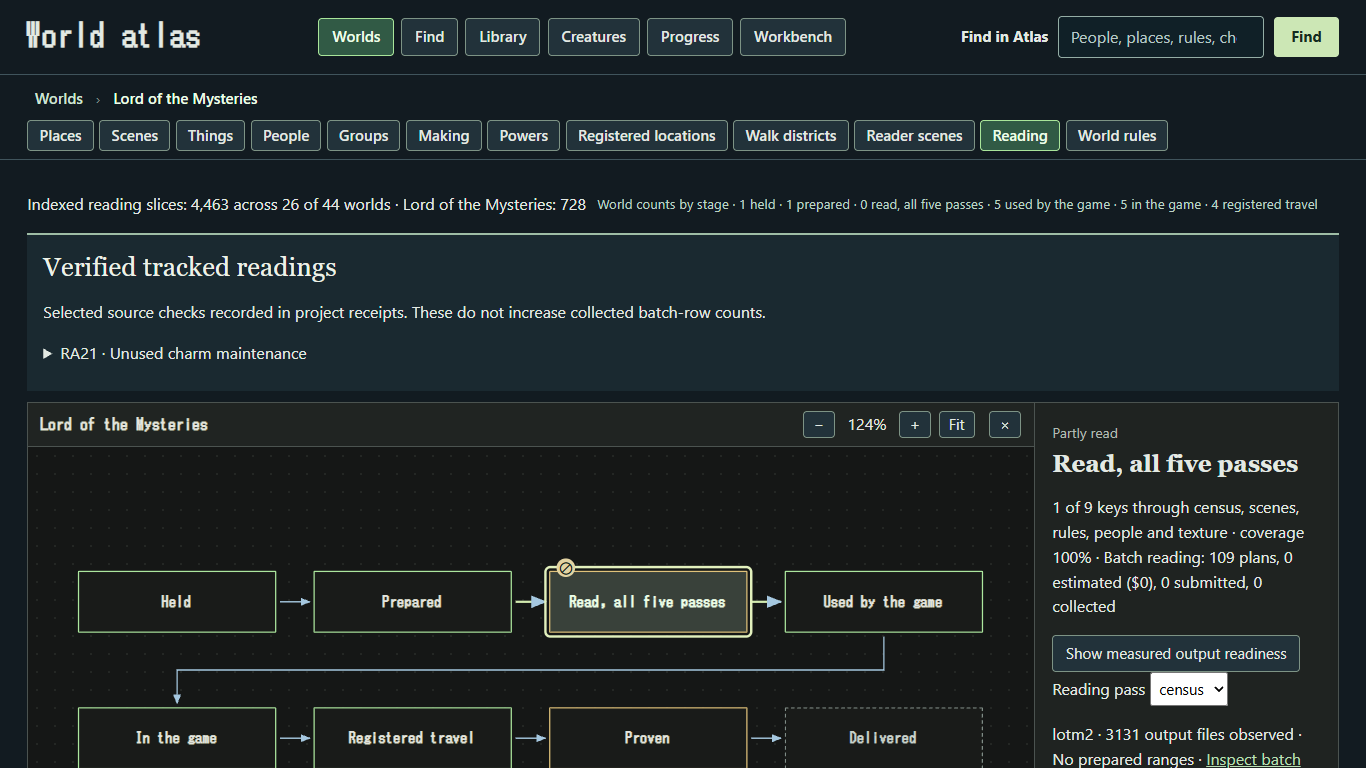 World atlas
Worlds
Find
Library
Creatures
Progress
Workbench
Find in Atlas
People, places, rules, ch
Find
Worlds › Lord of the Mysteries
Places
Scenes
Things
People
Groups
Making
Powers
Registered locations
Walk districts
Reader scenes
Reading
World rules
Indexed reading slices: 4,463 across 26 of 44 worlds · Lord of the Mysteries: 728
World counts by stage · 1 held · 1 prepared · 0 read, all five passes · 5 used by the game · 5 in the game · 4 registered travel
Verified tracked readings
Selected source checks recorded in project receipts. These do not increase collected batch-row counts.
▶ RA21 · Unused charm maintenance
Lord of the Mysteries
−
124%
+
Fit
×
Held
Prepared
Read, all five passes
Used by the game
In the game
Registered travel
Proven
Delivered
Partly read
Read, all five passes
1 of 9 keys through census, scenes,
rules, people and texture · coverage
100% · Batch reading: 109 plans, 0
estimated ($0), 0 submitted, 0
collected
Show measured output readiness
Reading pass
census
lotm2 · 3131 output files observed ·
No prepared ranges · Inspect batch